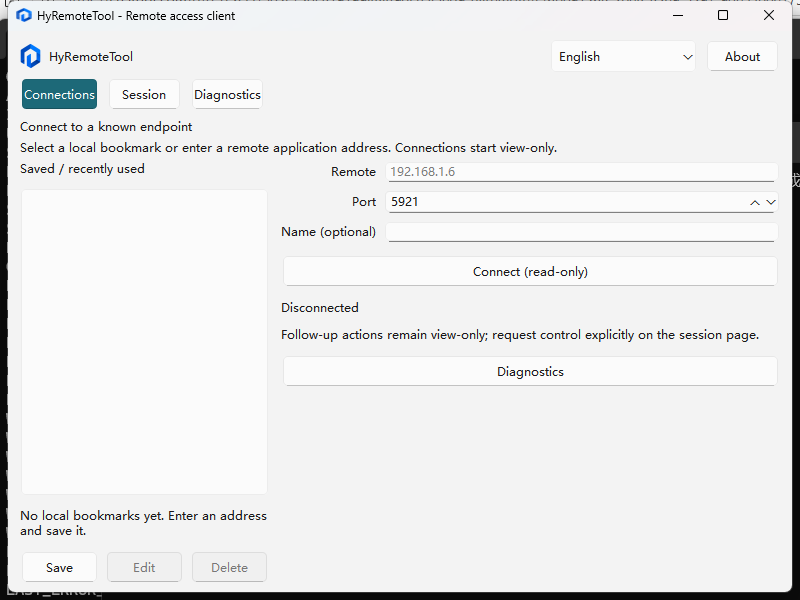 HyRemoteTool - Remote access client
HyRemoteTool
English
About
Connections
Session
Diagnostics
Connect to a known endpoint
Select a local bookmark or enter a remote application address. Connections start view-only.
Saved / recently used
Remote
192.168.1.6
Port
5921
Name (optional)
Connect (read-only)
Disconnected
Follow-up actions remain view-only; request control explicitly on the session page.
Diagnostics
No local bookmarks yet. Enter an address
and save it.
Save
Edit
Delete
LAST_ERROR_